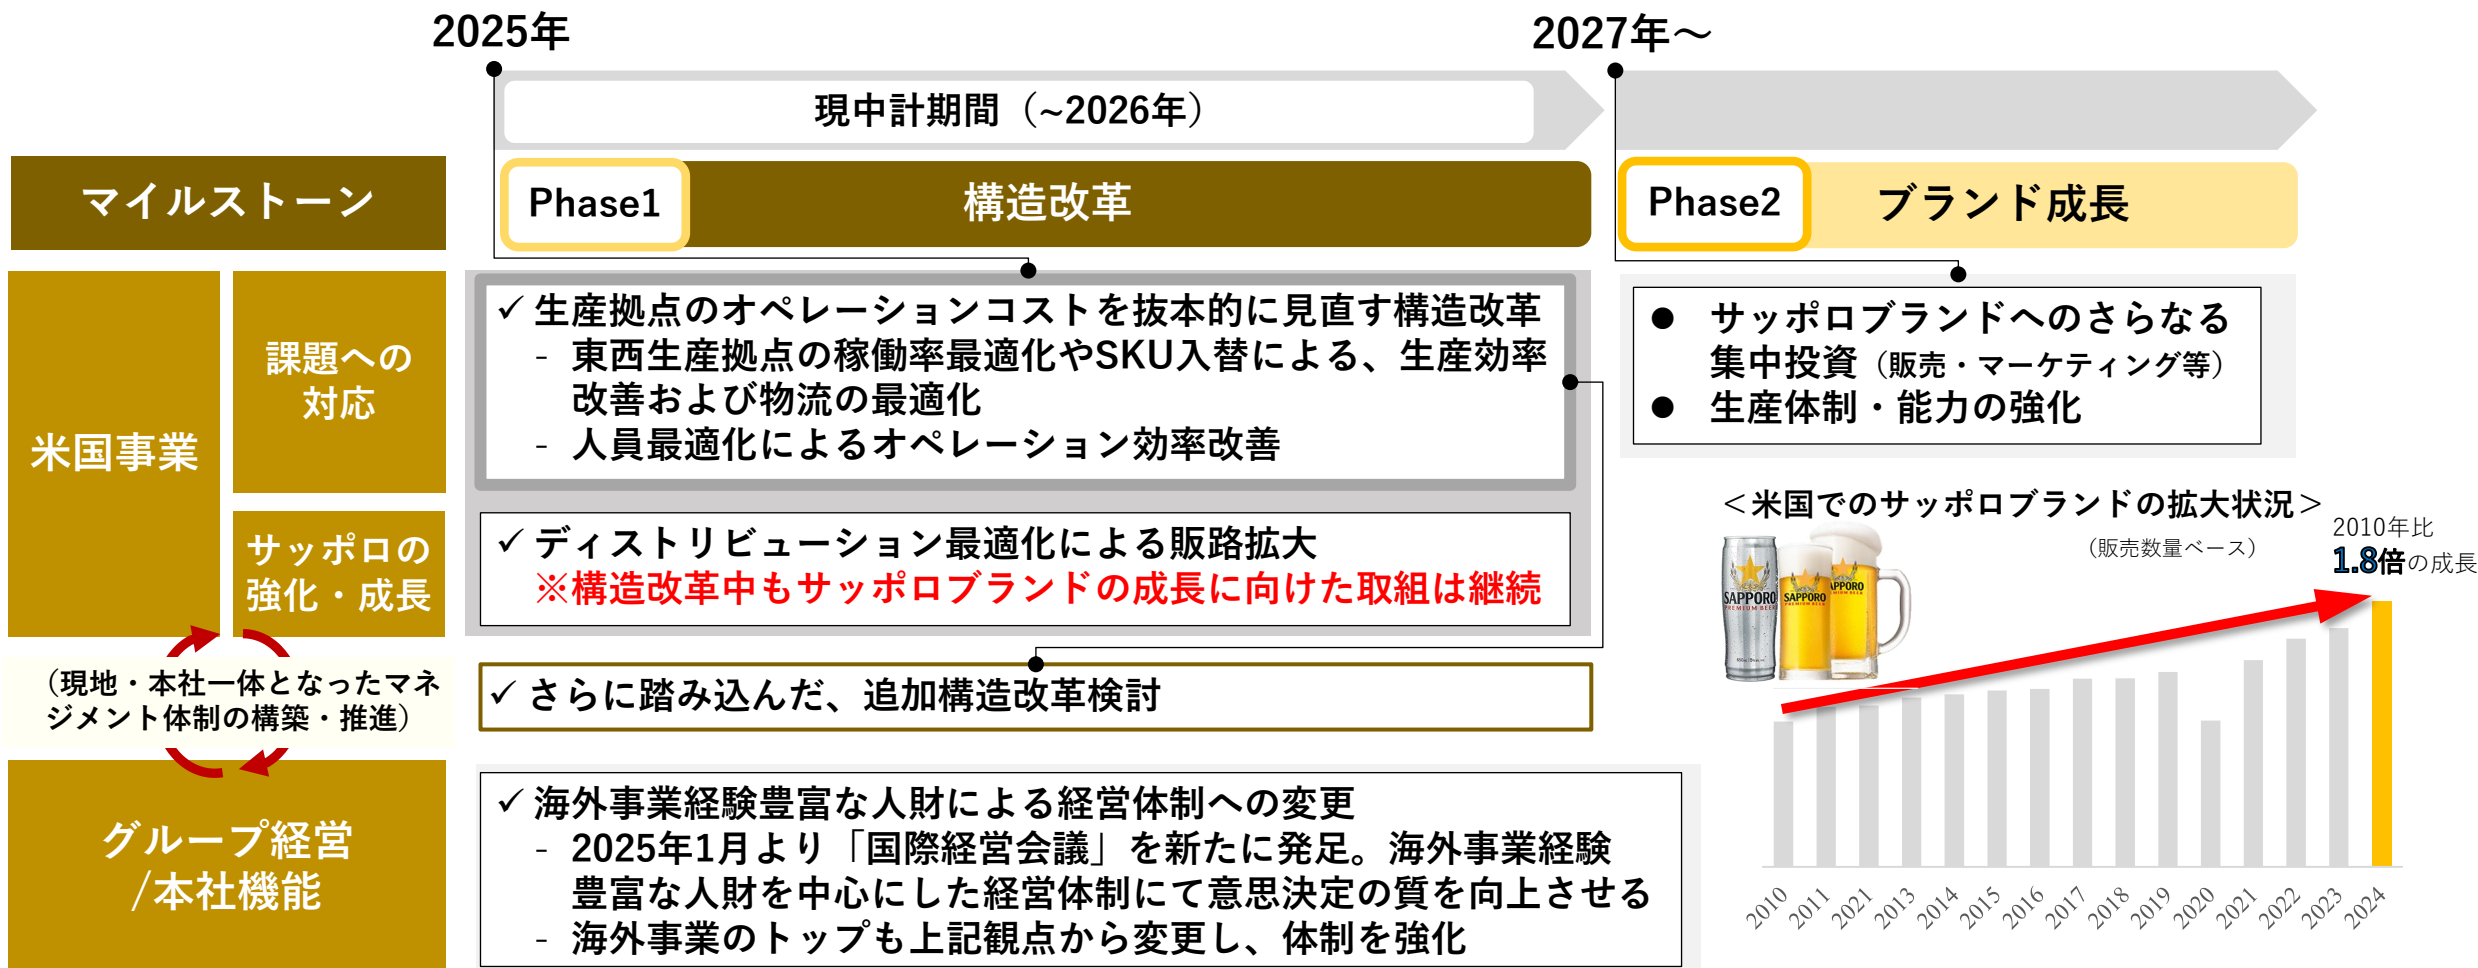 2025年
2027年～
現中計期間（~2026年）
マイルストーン
Phase1
構造改革
Phase2
ブランド成長
米国事業
課題への
対応
✓ 生産拠点のオペレーションコストを抜本的に見直す構造改革
- 東西生産拠点の稼働率最適化やSKU入替による、生産効率
改善および物流の最適化
- 人員最適化によるオペレーション効率改善
● サッポロブランドへのさらなる
集中投資（販売・マーケティング等）
● 生産体制・能力の強化
サッポロの
強化・成長
✓ ディストリビューション最適化による販路拡大
※構造改革中もサッポロブランドの成長に向けた取組は継続
（現地・本社一体となったマネ
ジメント体制の構築・推進）
✓ さらに踏み込んだ、追加構造改革検討
グループ経営
/本社機能
✓ 海外事業経験豊富な人財による経営体制への変更
- 2025年1月より「国際経営会議」を新たに発足。海外事業経験
豊富な人財を中心にした経営体制にて意思決定の質を向上させる
- 海外事業のトップも上記観点から変更し、体制を強化
＜米国でのサッポロブランドの拡大状況＞
（販売数量ベース）
2010年比
1.8倍の成長
SAPPORO
PREMIUM BEER
SAPPORO
PREMIUM BEER
2010
2011
2021
2013
2014
2015
2016
2017
2018
2019
2020
2021
2022
2023
2024